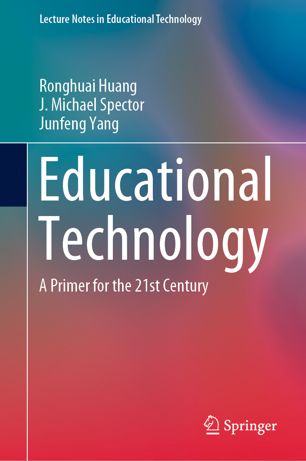 Lecture Notes in Educational Technology
Ronghuai Huang
J. Michael Spector
Junfeng Yang
Educational
Technology
A Primer for the 21st Century
Springer